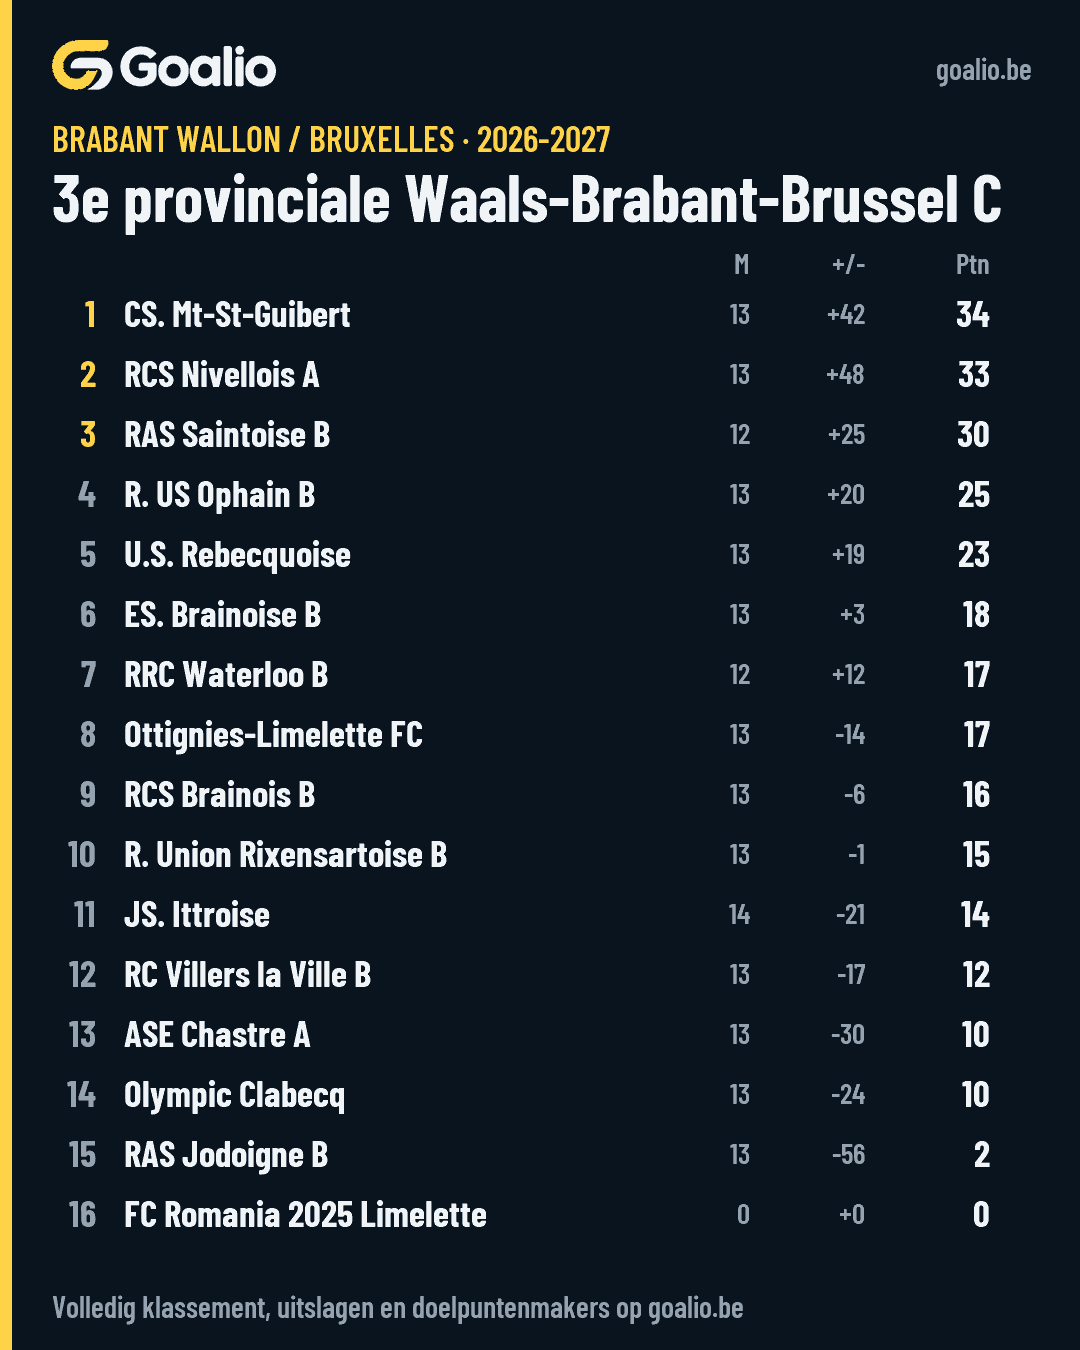 Goalio
goalio.be
BRABANT WALLON / BRUXELLES · 2026-2027
3e provinciale Waals-Brabant-Brussel C
M +/- Ptn
1 CS. Mt-St-Guibert 13 +42 34
2 RCS Nivellois A 13 +48 33
3 RAS Saintoise B 12 +25 30
4 R. US Ophain B 13 +20 25
5 U.S. Rebecquoise 13 +19 23
6 ES. Brainoise B 13 +3 18
7 RRC Waterloo B 12 +12 17
8 Ottignies-Limelette FC 13 -14 17
9 RCS Brainois B 13 -6 16
10 R. Union Rixensartoise B 13 -1 15
11 JS. Ittroise 14 -21 14
12 RC Villers la Ville B 13 -17 12
13 ASE Chastre A 13 -30 10
14 Olympic Clabecq 13 -24 10
15 RAS Jodoigne B 13 -56 2
16 FC Romania 2025 Limelette 0 +0 0
Volledig klassement, uitslagen en doelpuntenmakers op goalio.be